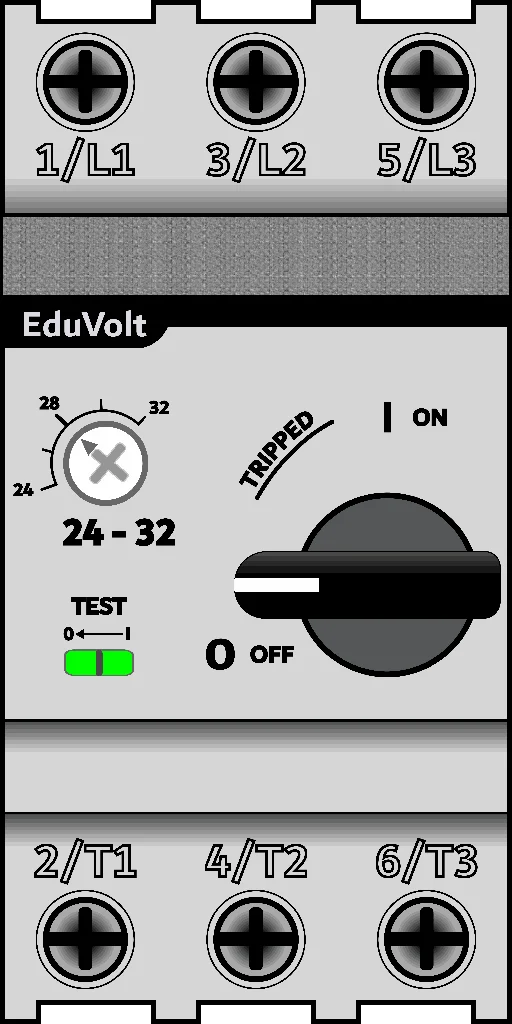 1/L1 3/L2 5/L3
EduVolt
28 32
24
24 - 32
TRIPPED
I ON
TEST
0 I
O OFF
2/T1 4/T2 6/T3